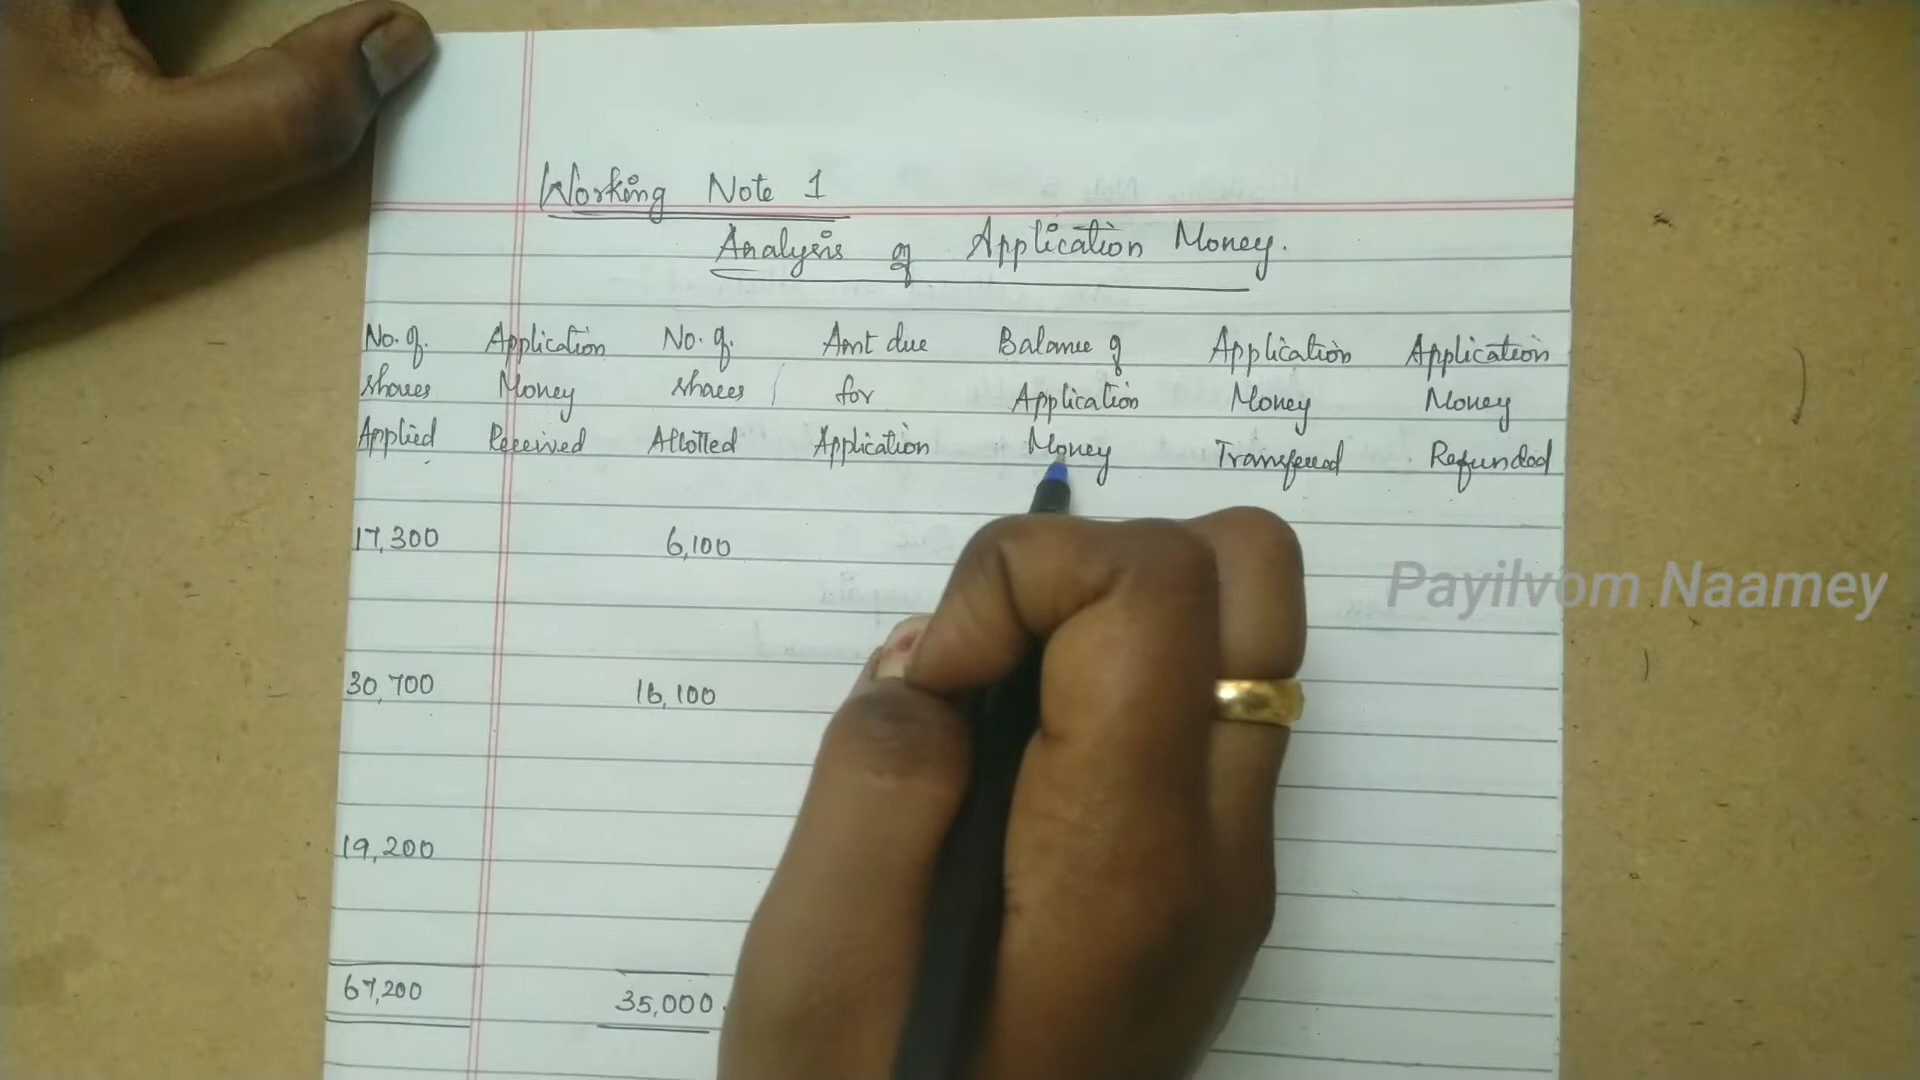 Working Note 1
Analysis of Application Money.
No. of. Application No. of. Amt due Balance of Application Application
shares Money shares for Application Money Money
Applied Received Allotted Application Money Transferred Refunded
17,300 6,100
Payilvom Naamey
30,700 16,100
19,200
67,200 35,000.